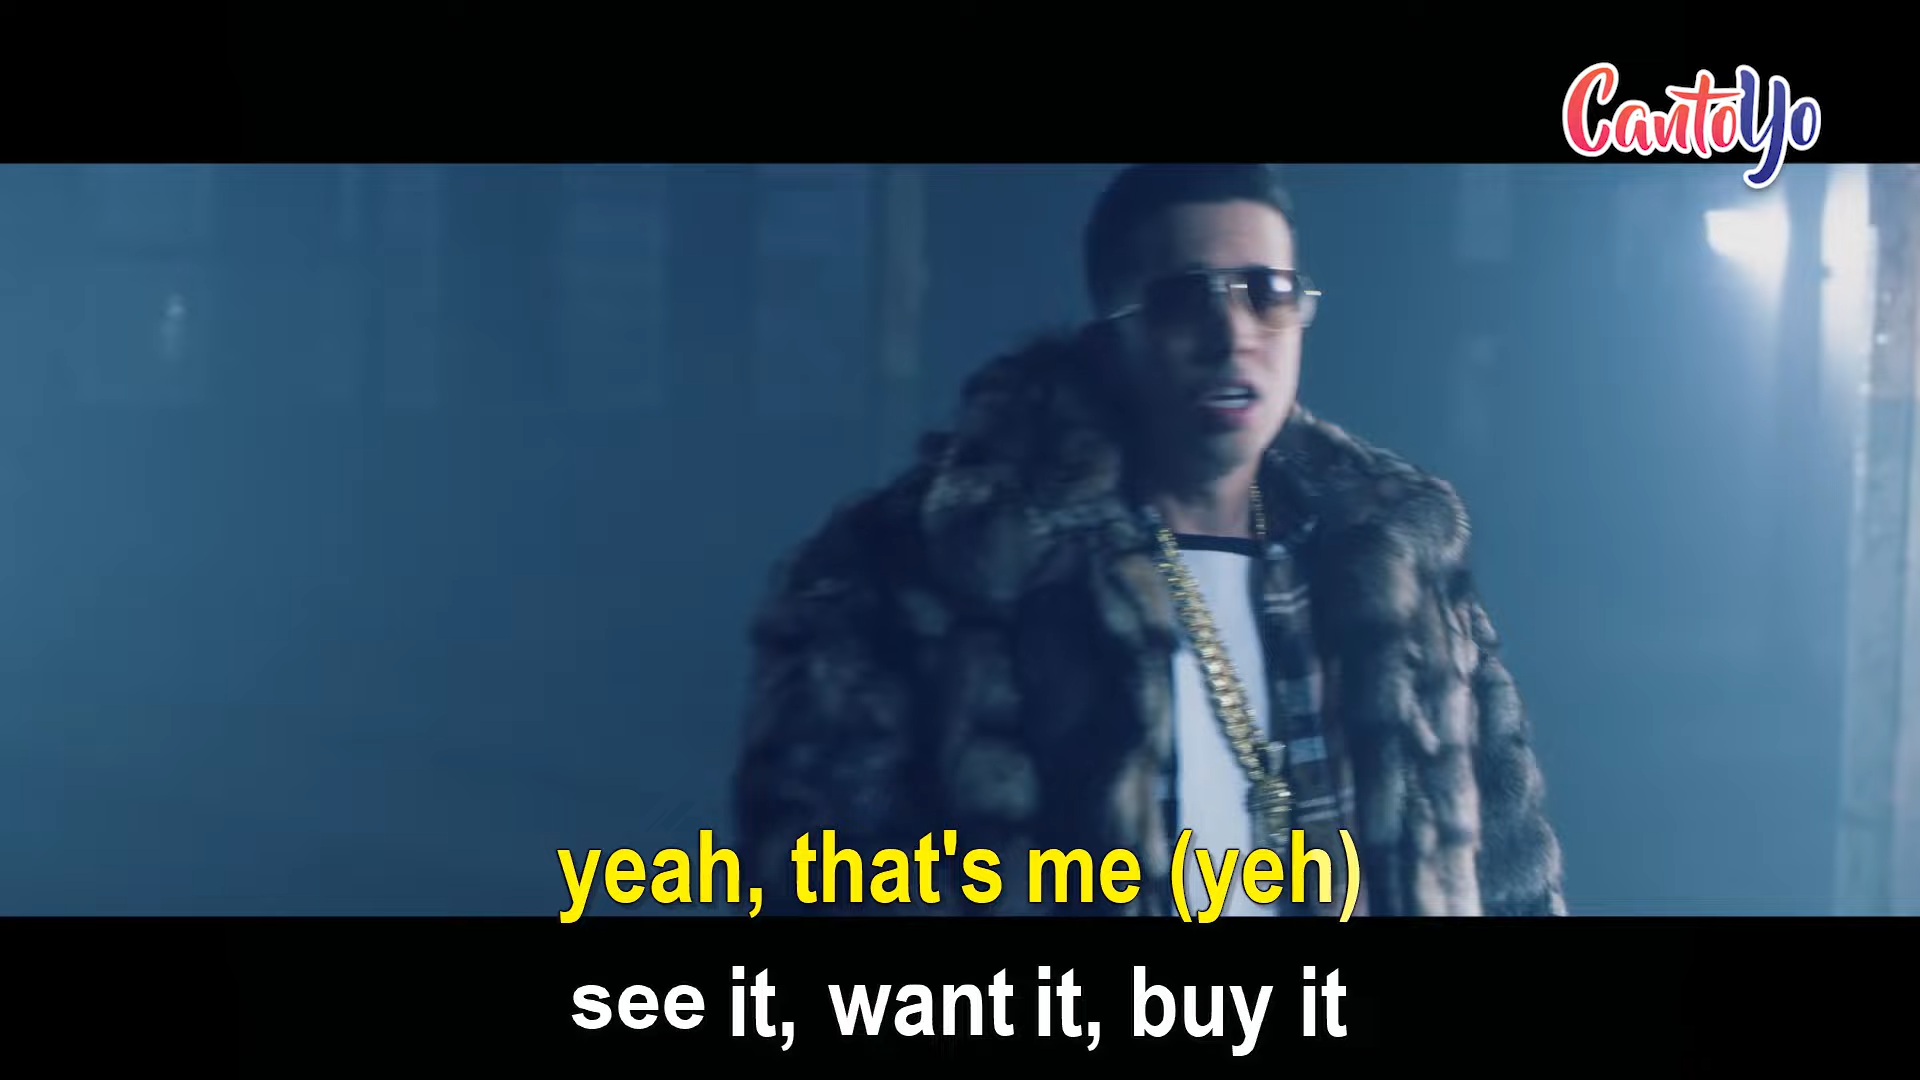 CantoYo
yeah, that's me (yeh)
see it, want it, buy it